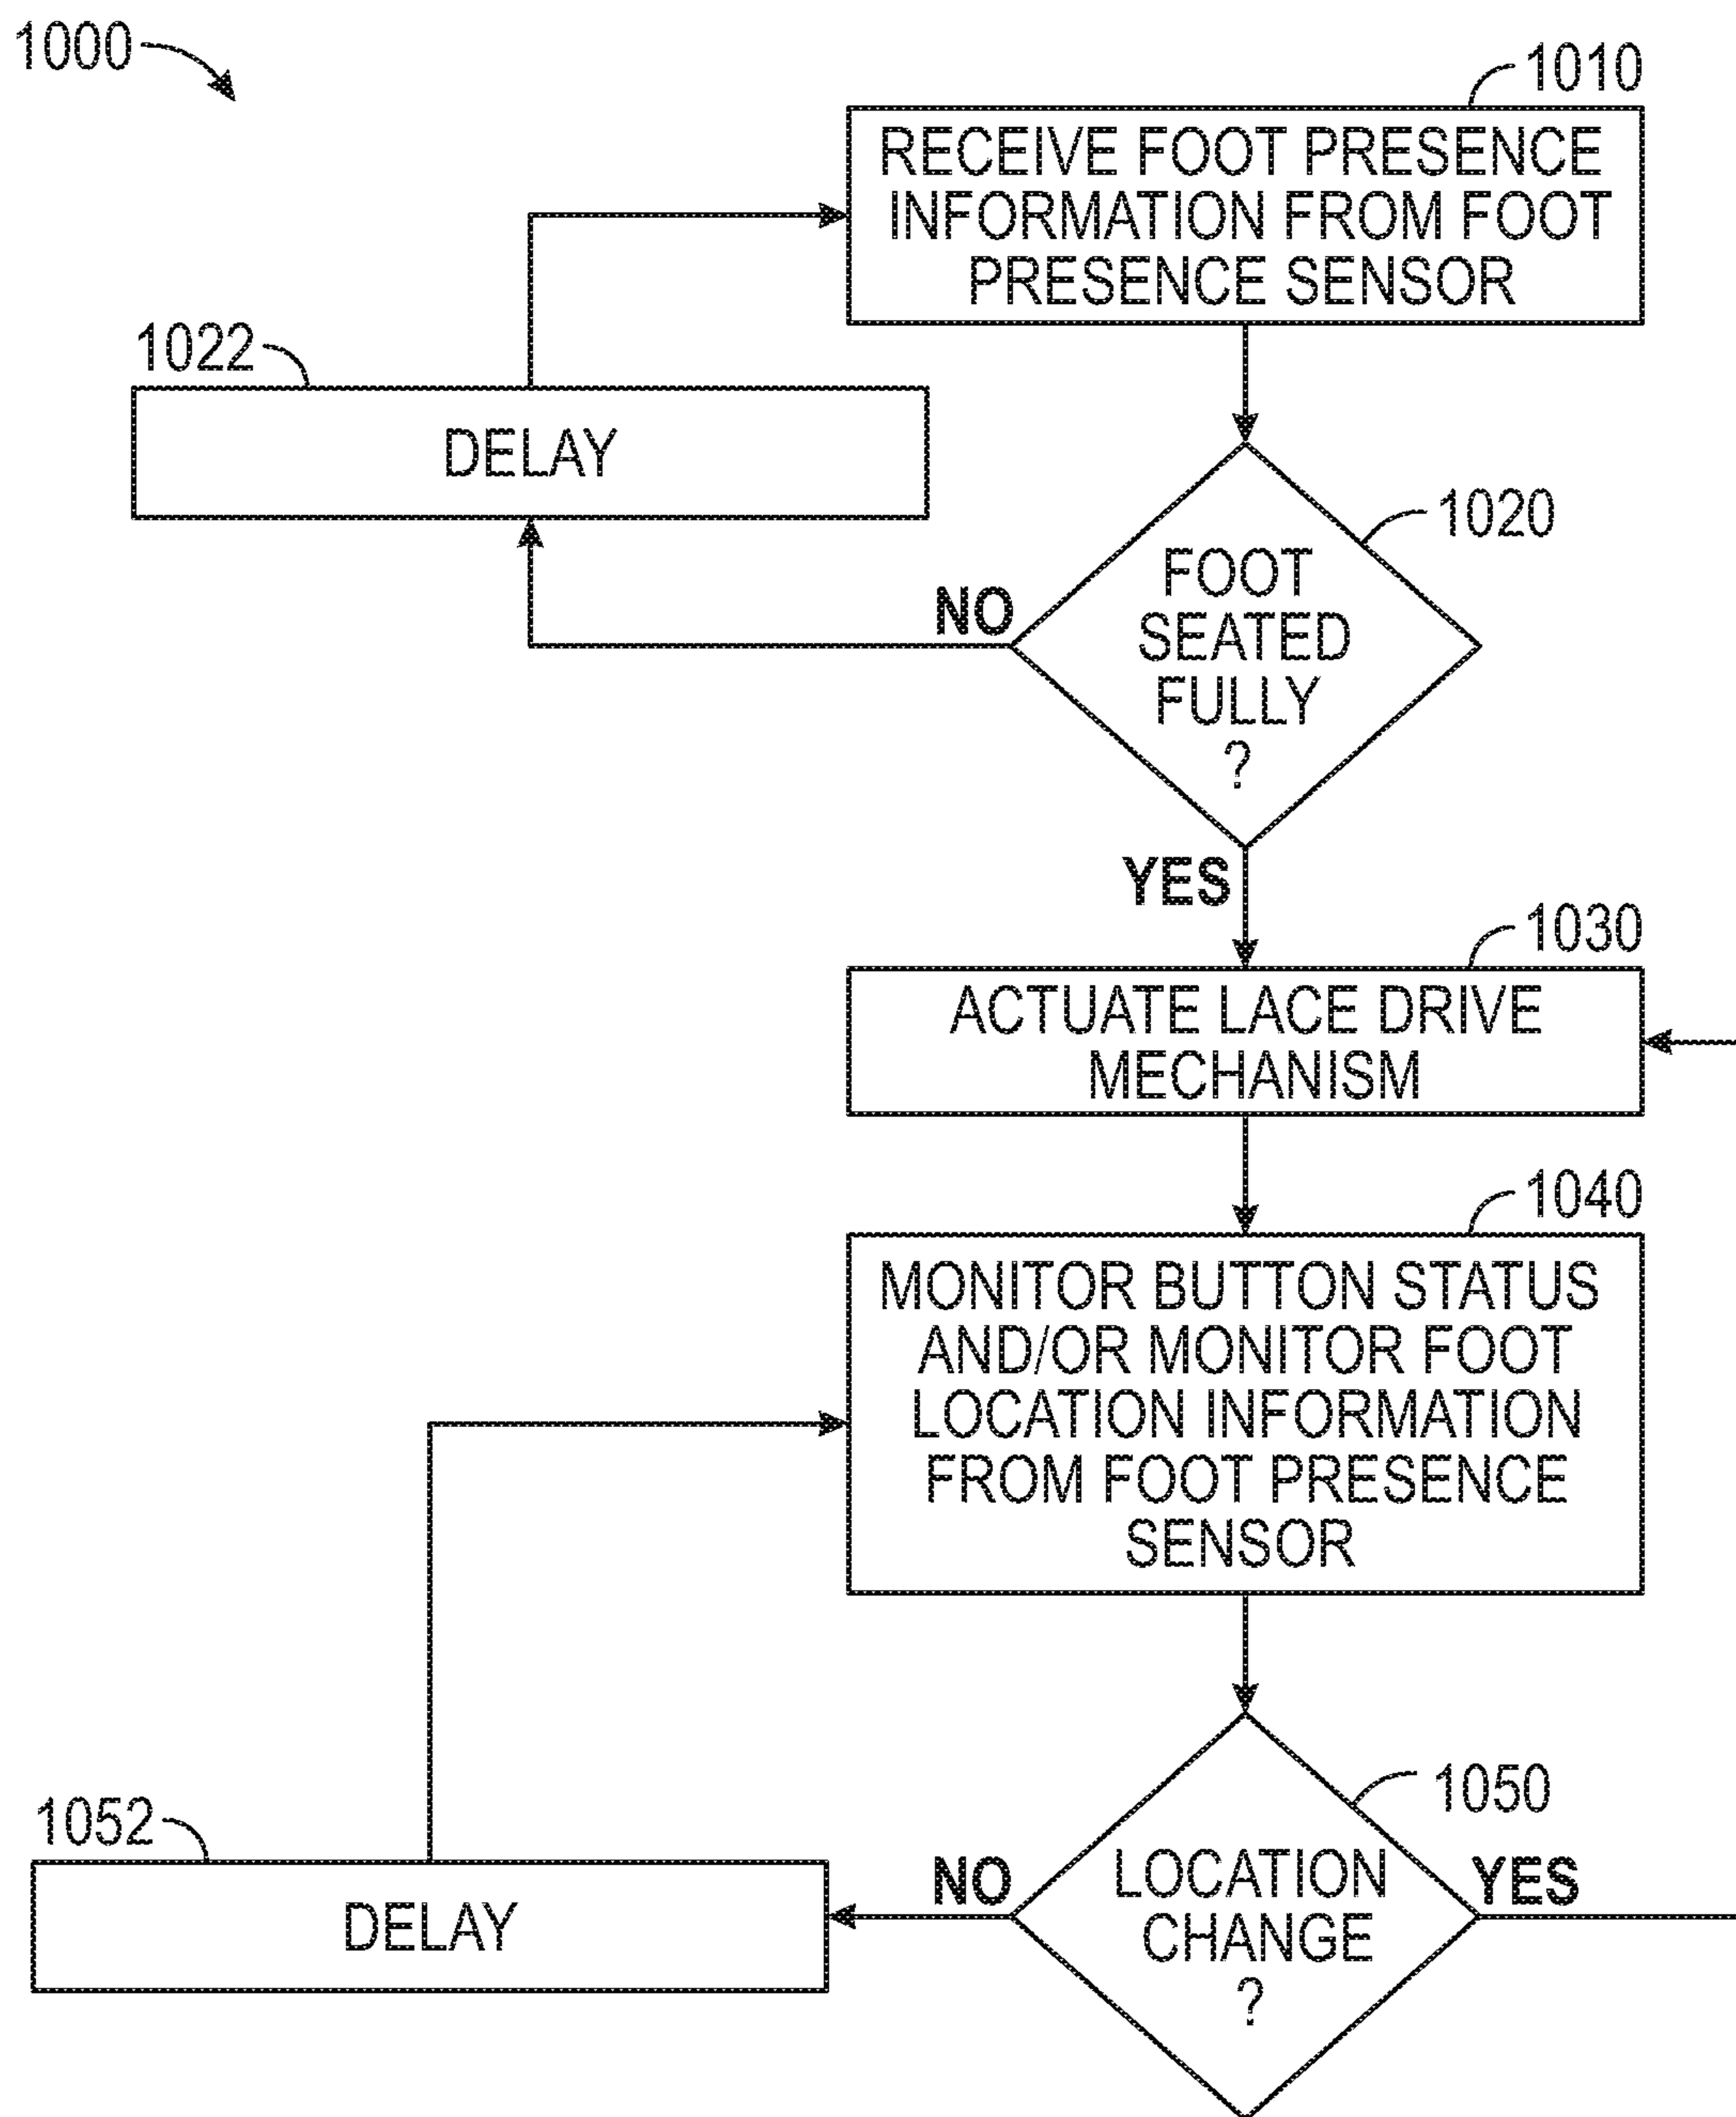 1000
1010
RECEIVE FOOT PRESENCE
INFORMATION FROM FOOT
PRESENCE SENSOR
1022
DELAY
1020
FOOT
SEATED
FULLY
?
NO
YES
1030
ACTUATE LACE DRIVE
MECHANISM
1040
MONITOR BUTTON STATUS
AND/OR MONITOR FOOT
LOCATION INFORMATION
FROM FOOT PRESENCE
SENSOR
1050
LOCATION
CHANGE
?
NO
YES
1052
DELAY